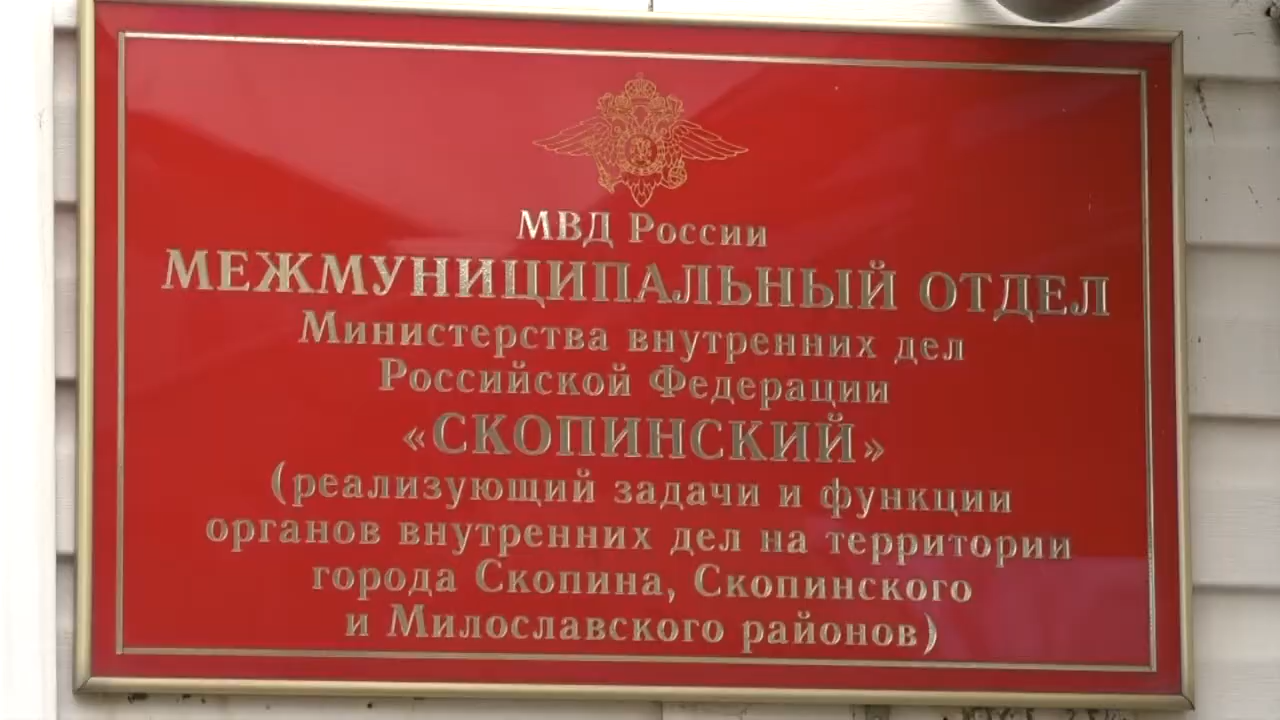 МВД России
МЕЖМУНИЦИПАЛЬНЫЙ ОТДЕЛ
Министерства внутренних дел
Российской Федерации
«СКОПИНСКИЙ»
(реализующий задачи и функции
органов внутренних дел на территории
города Скопина, Скопинского
и Милославского районов)